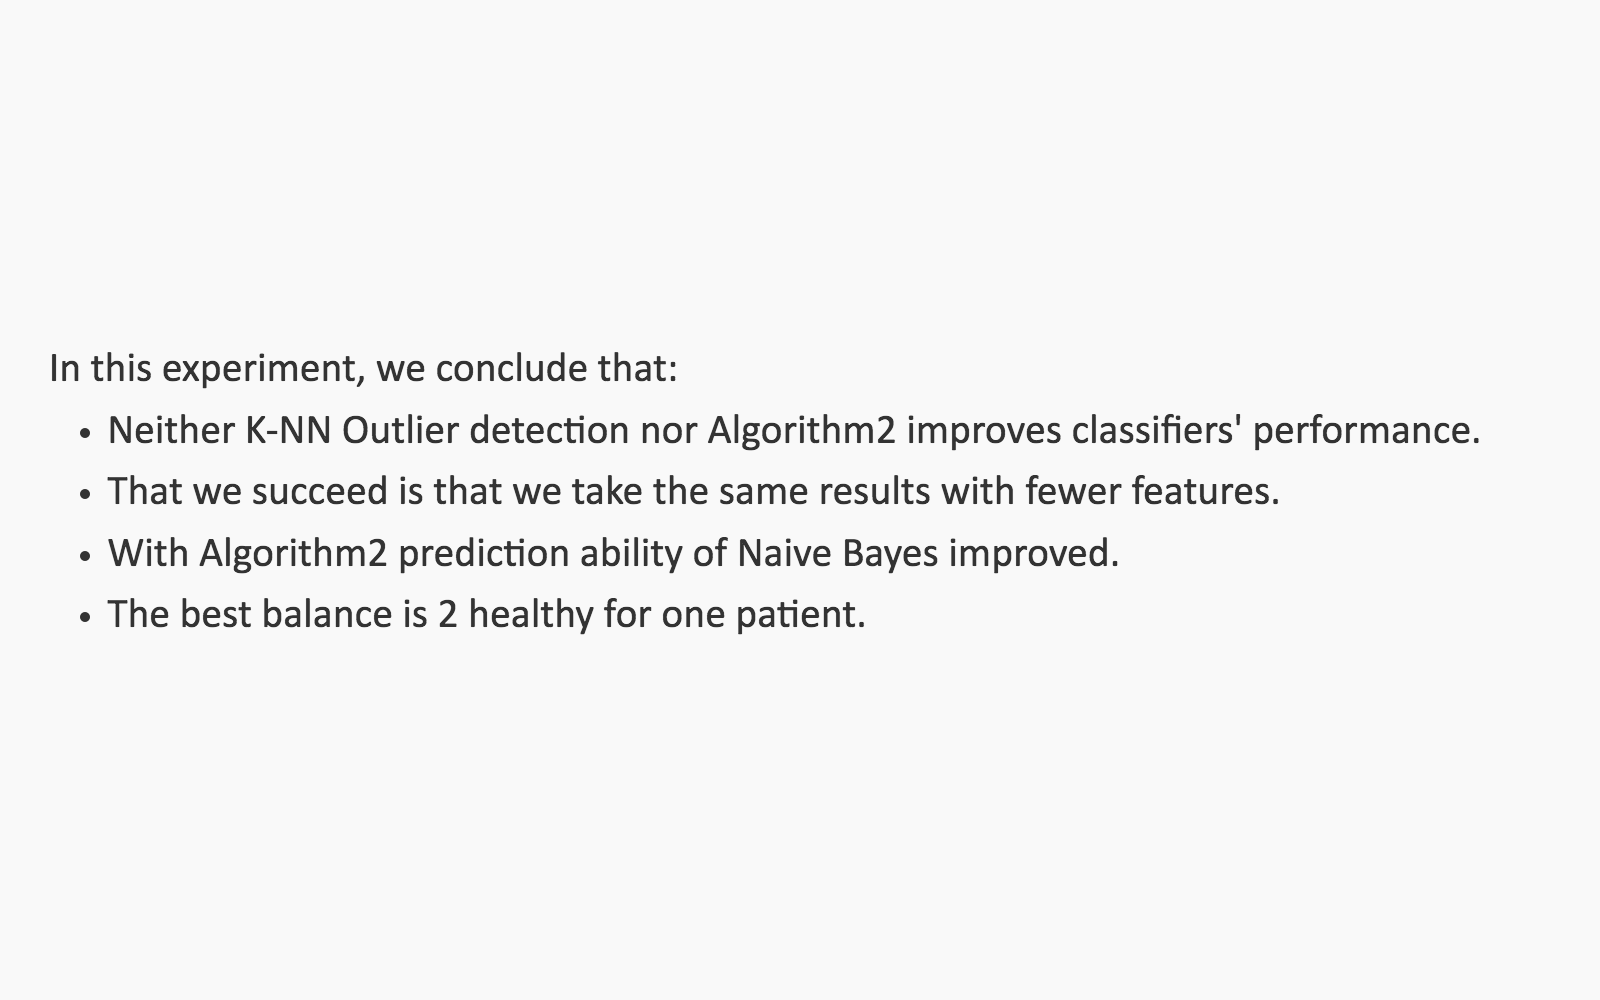 In this experiment, we conclude that:
• Neither K-NN Outlier detection nor Algorithm2 improves classifiers' performance.
• That we succeed is that we take the same results with fewer features.
• With Algorithm2 prediction ability of Naive Bayes improved.
• The best balance is 2 healthy for one patient.